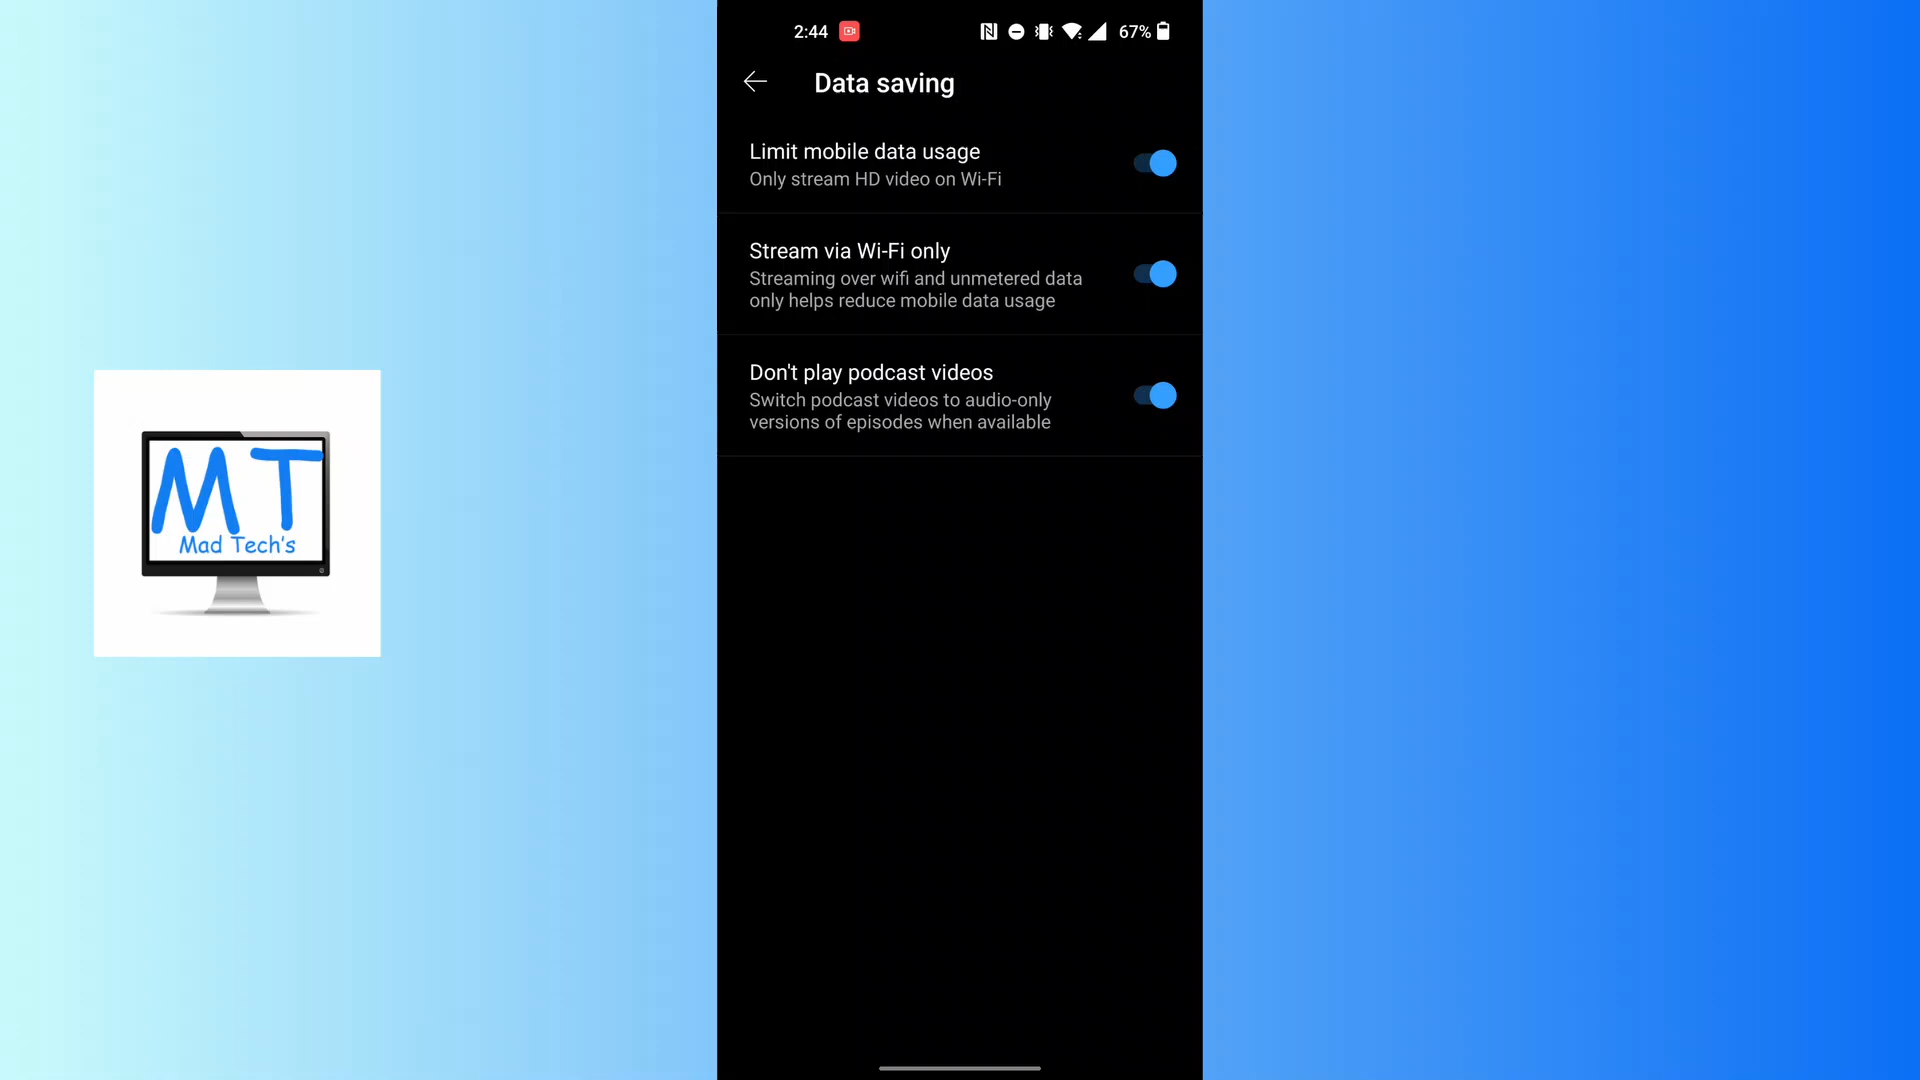 2:44
67%
Data saving
Limit mobile data usage
Only stream HD video on Wi-Fi
Stream via Wi-Fi only
Streaming over wifi and unmetered data
only helps reduce mobile data usage
Don't play podcast videos
Switch podcast videos to audio-only
versions of episodes when available
MT
Mad Tech's